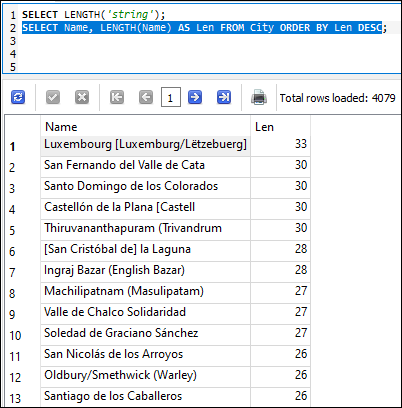 1 SELECT LENGTH('string');
2 SELECT Name, LENGTH(Name) AS Len FROM City ORDER BY Len DESC;
3
4
5
1 Total rows loaded: 4079
Name Len
1 Luxembourg [Luxemburg/Lëtzebuerg] 33
2 San Fernando del Valle de Cata 30
3 Santo Domingo de los Colorados 30
4 Castellón de la Plana [Castell 30
5 Thiruvananthapuram (Trivandrum 30
6 [San Cristóbal de] la Laguna 28
7 Ingraj Bazar (English Bazar) 28
8 Machilipatnam (Masulipatam) 27
9 Valle de Chalco Solidaridad 27
10 Soledad de Graciano Sánchez 27
11 San Nicolás de los Arroyos 26
12 Oldbury/Smethwick (Warley) 26
13 Santiago de los Caballeros 26